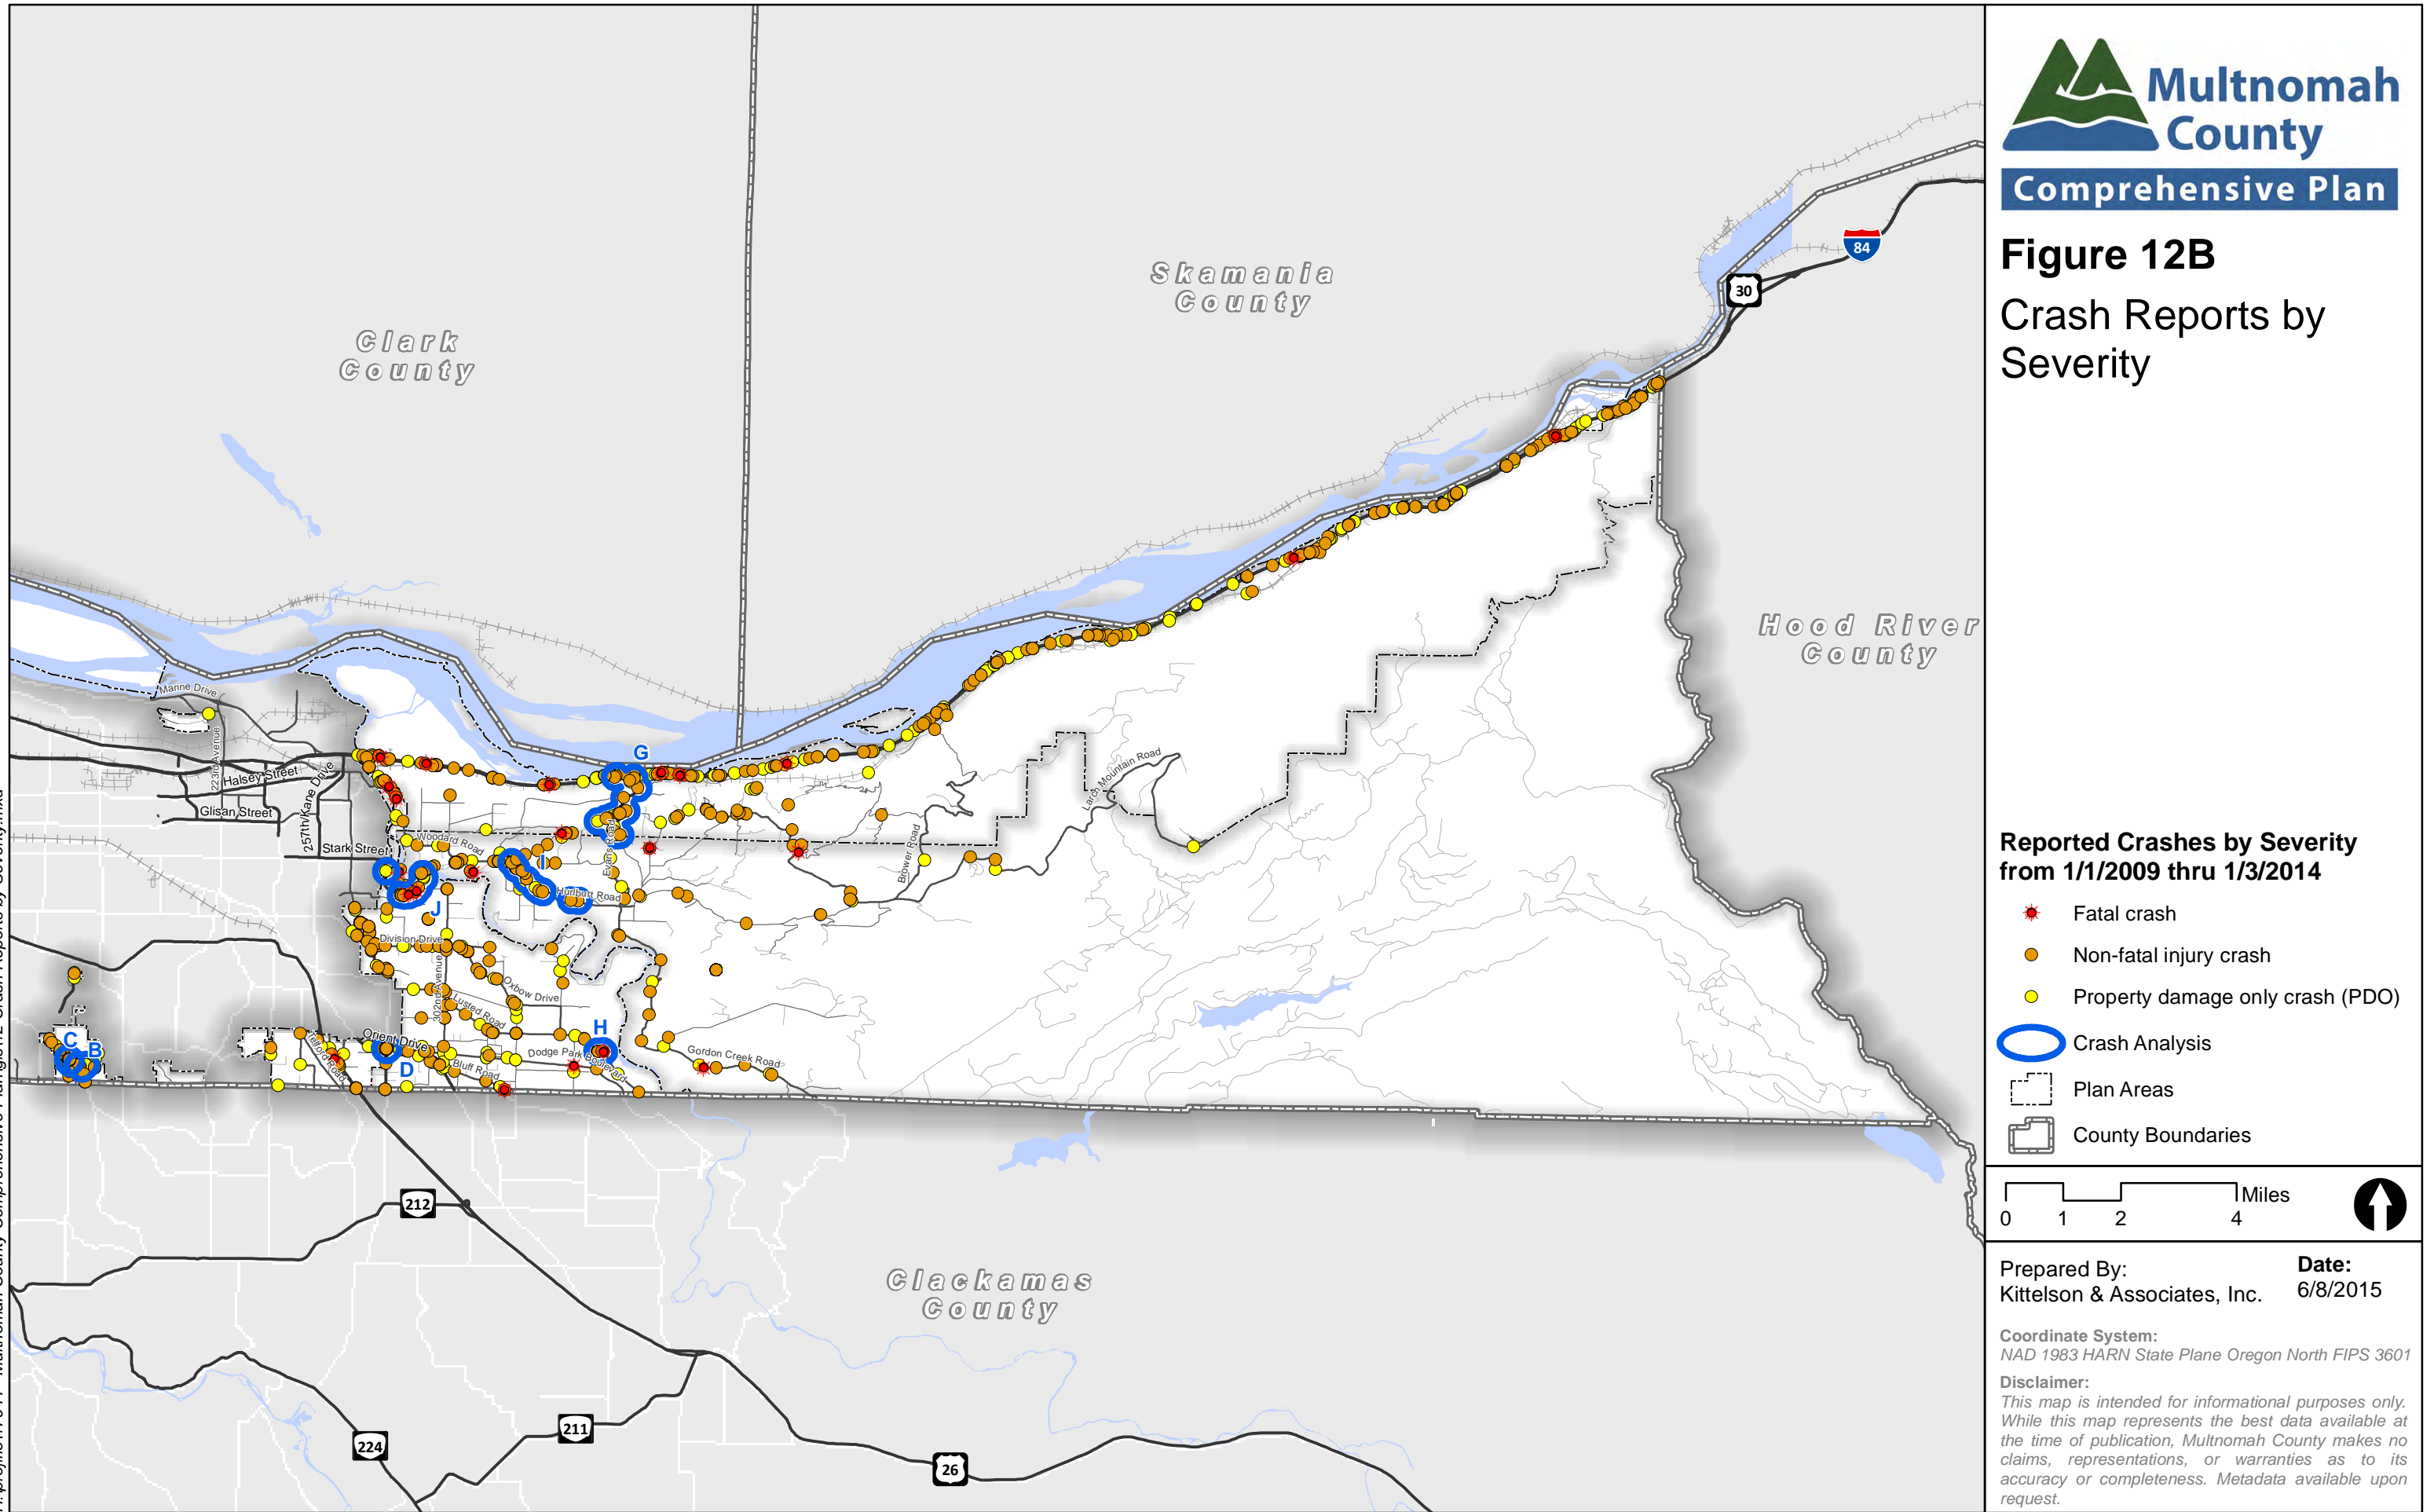 Multnomah
County
Comprehensive Plan
Figure 12B
Crash Reports by
Severity
Reported Crashes by Severity
from 1/1/2009 thru 1/3/2014
Fatal crash
Non-fatal injury crash
Property damage only crash (PDO)
Crash Analysis
Plan Areas
County Boundaries
Miles
0 1 2 4
Prepared By:
Kittelson & Associates, Inc.
Date:
6/8/2015
Coordinate System:
NAD 1983 HARN State Plane Oregon North FIPS 3601
Disclaimer:
This map is intended for informational purposes only.
While this map represents the best data available at
the time of publication, Multnomah County makes no
claims, representations, or warranties as to its
accuracy or completeness. Metadata available upon
request.
Clark
County
Skamania
County
Hood River
County
Clackamas
County
84
30
212
224
211
26
Marine Drive
223rd Avenue
Halsey Street
Glisan Street
257th/Kane Drive
Stark Street
Woodard Road
Evans Road
Hurlburt Road
Brower Road
Larch Mountain Road
Division Drive
302nd Avenue
Oxbow Drive
Lusted Road
Orient Drive
Telford Road
Bluff Road
Dodge Park Boulevard
Gordon Creek Road
G
I
J
H
D
C
B